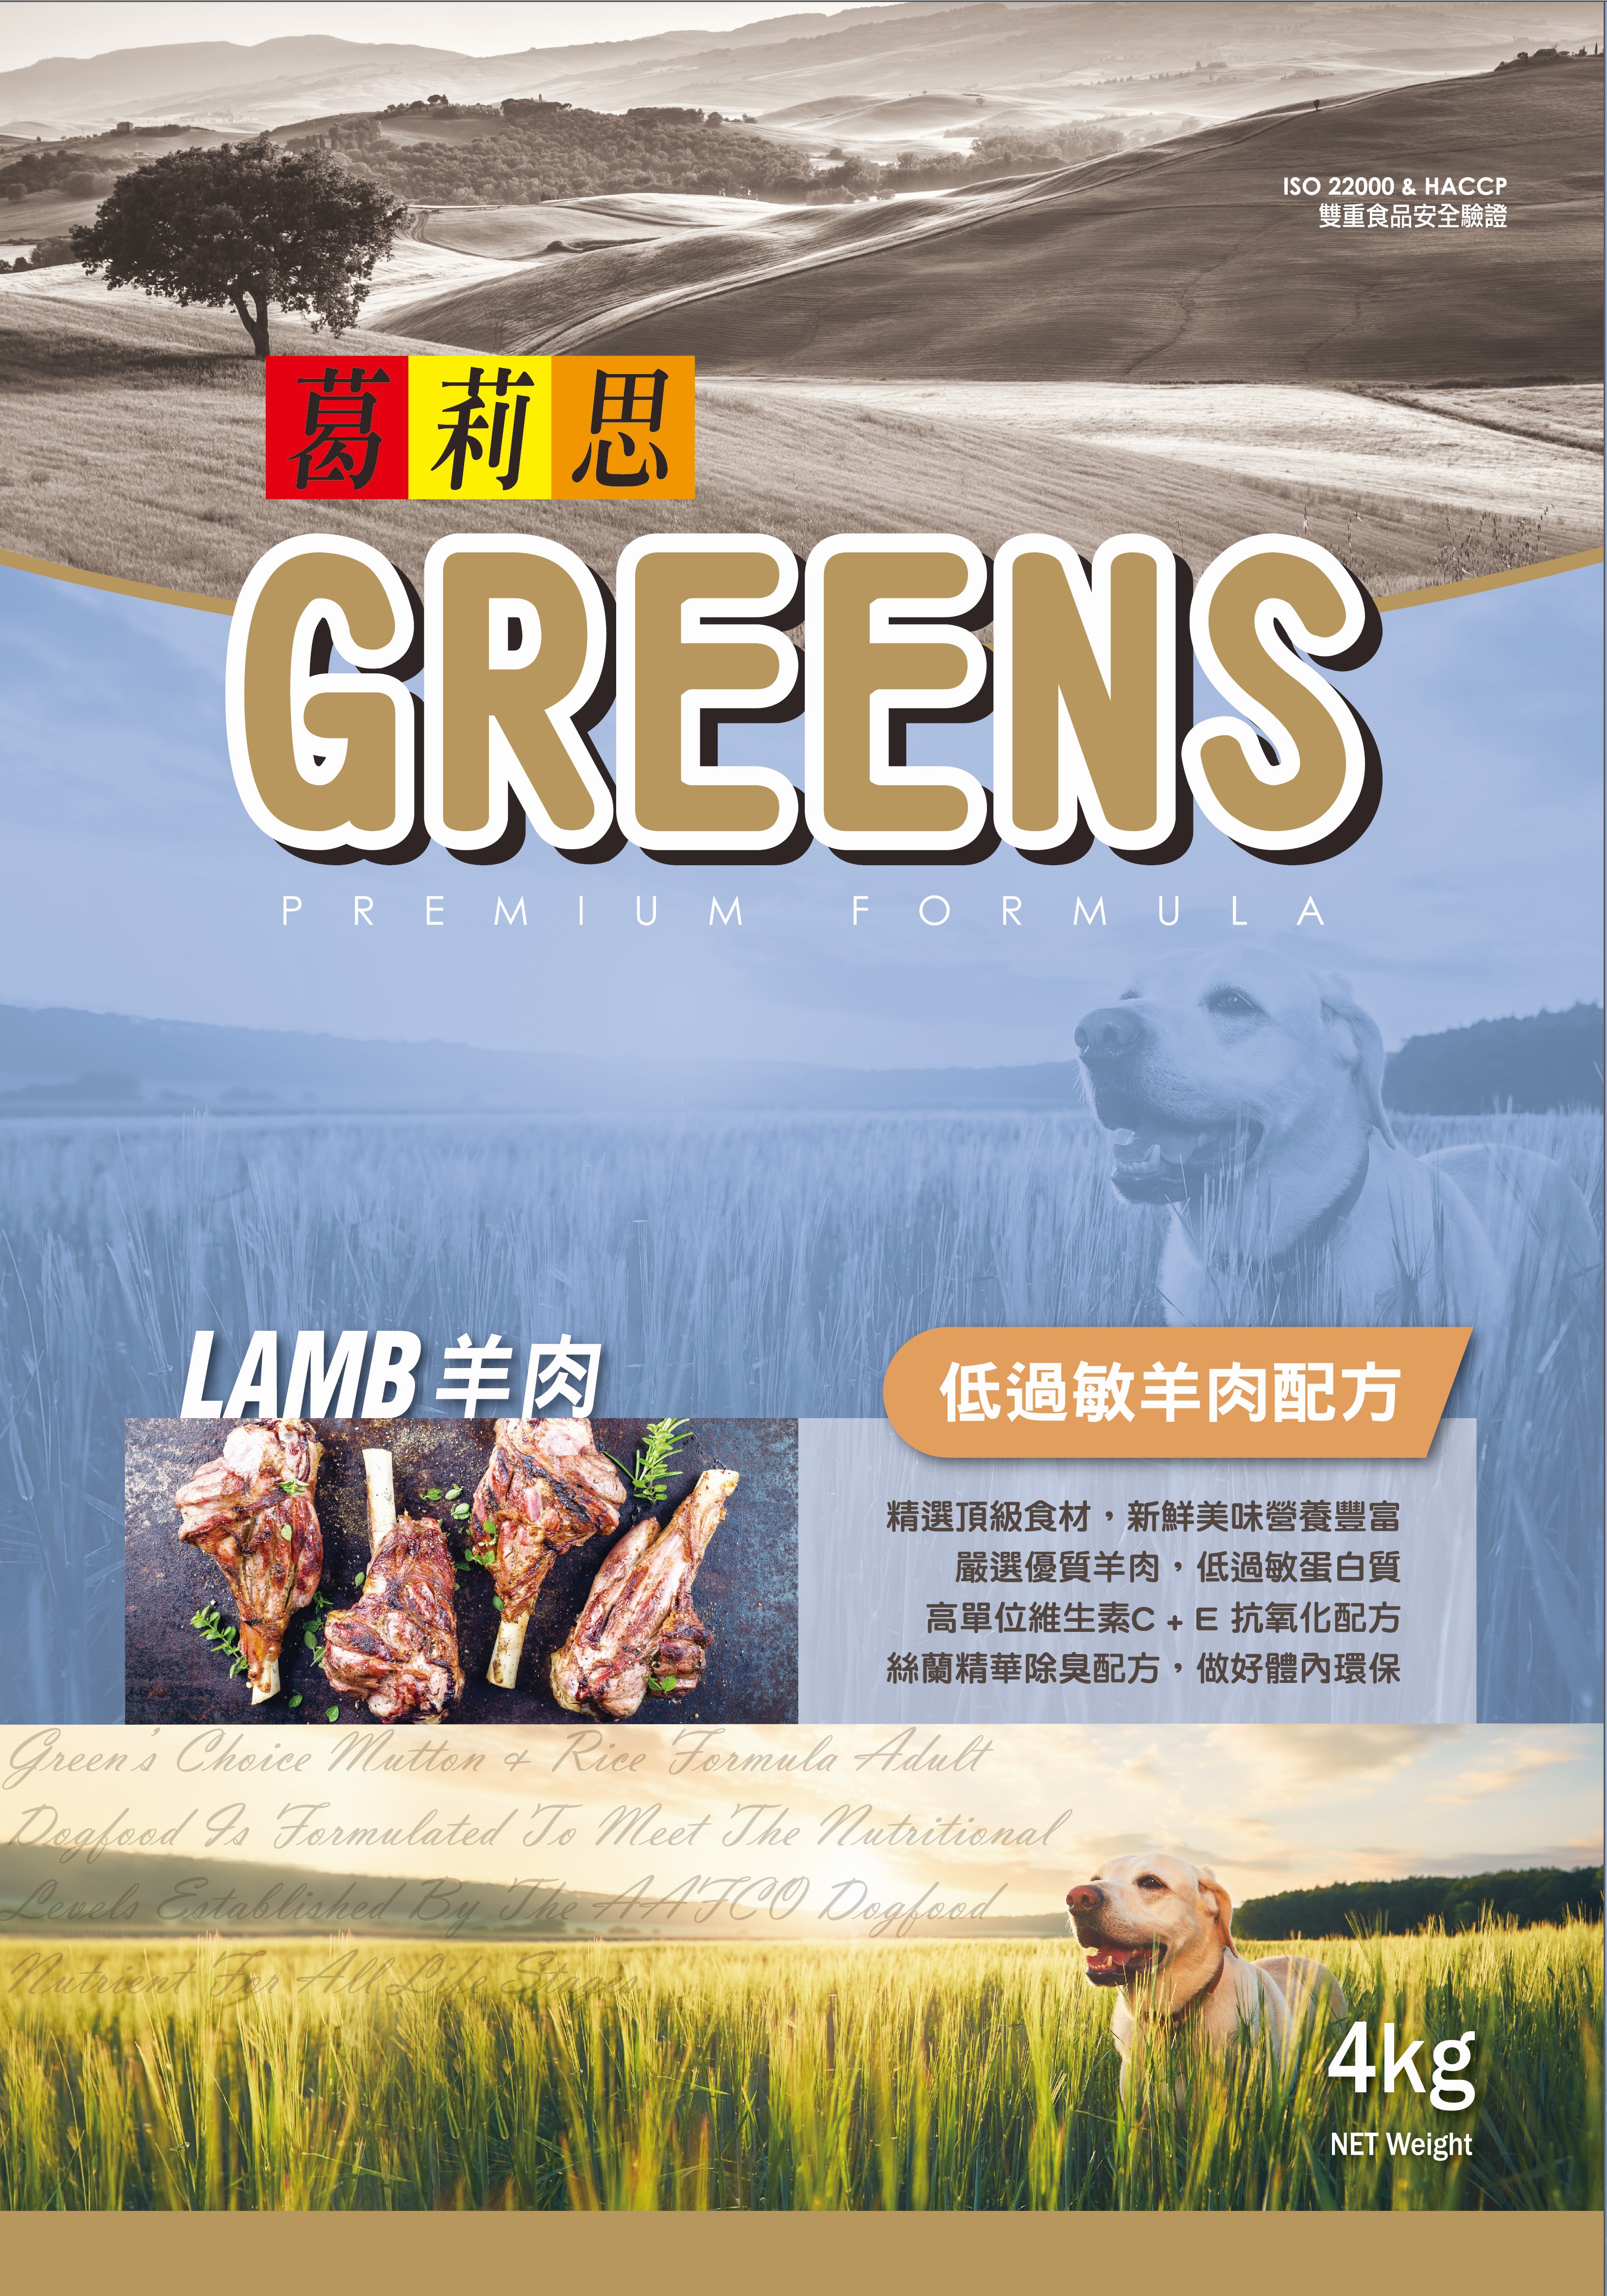 ISO 22000 & HACCP
雙重食品安全驗證
葛莉思
GREENS
PREMIUM FORMULA
LAMB 羊肉
低過敏羊肉配方
精選頂級食材，新鮮美味營養豐富
嚴選優質羊肉，低過敏蛋白質
高單位維生素C + E 抗氧化配方
絲蘭精華除臭配方，做好體內環保
Green's Choice Mutton & Rice Formula Adult
Dogfood Is Formulated To Meet The Nutritional
Levels Established By The AAFCO Dogfood
Nutrient For All Life Stages
4kg
NET Weight